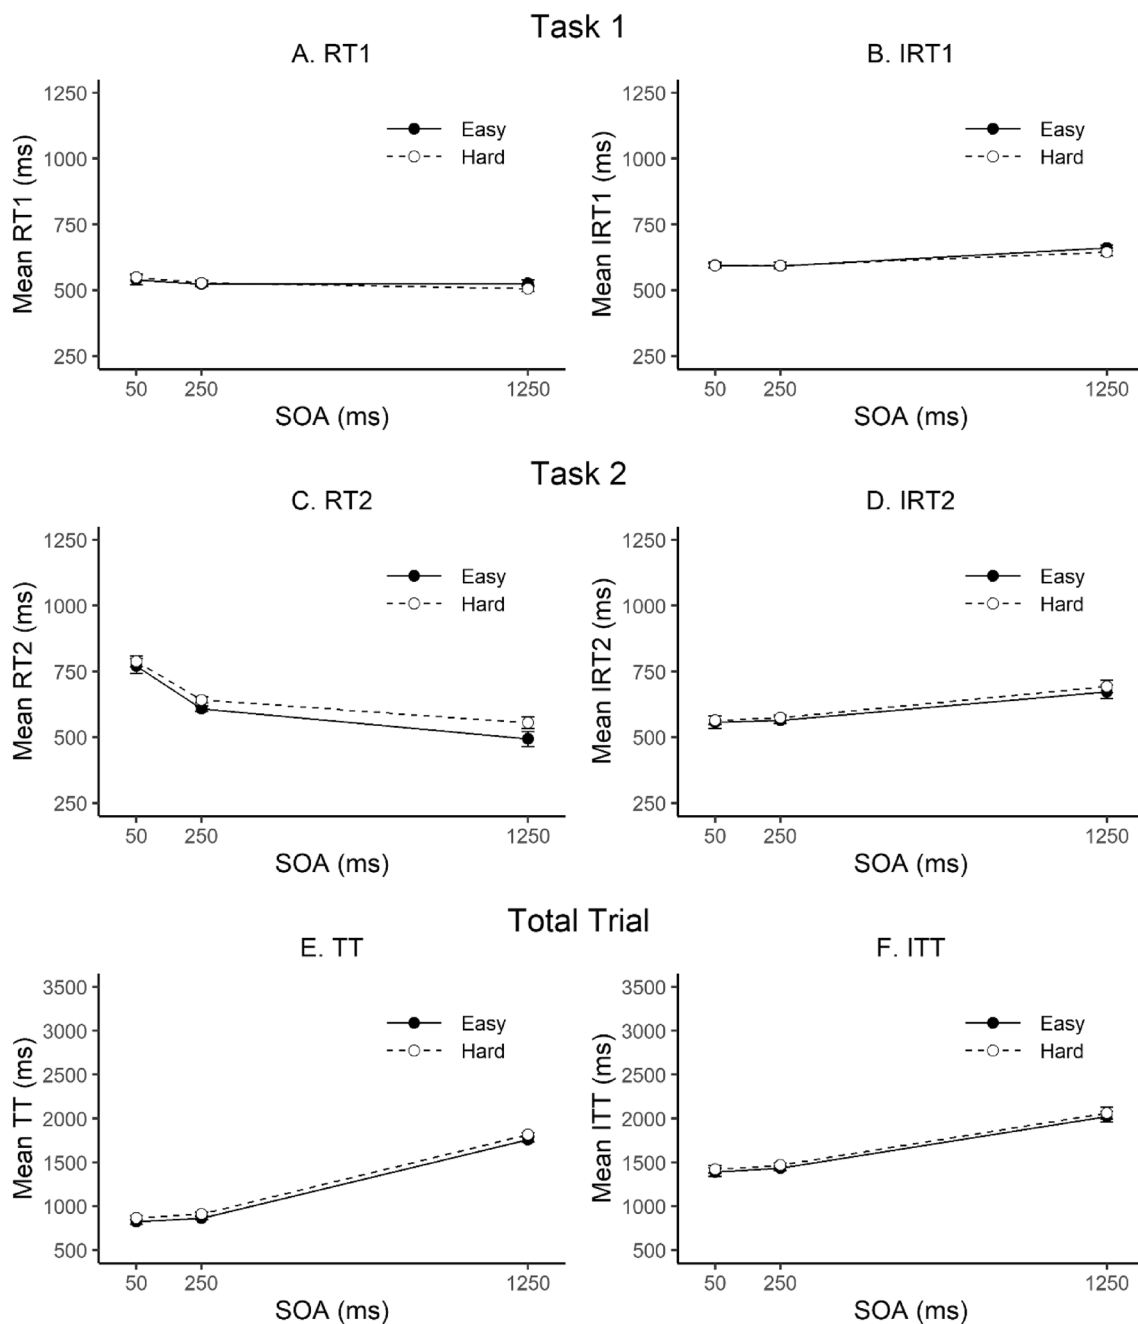 Task 1
A. RT1
Mean RT1 (ms)
1250
1000
750
500
250
Easy
Hard
50
250
1250
SOA (ms)
B. IRT1
Mean IRT1 (ms)
1250
1000
750
500
250
Easy
Hard
50
250
1250
SOA (ms)
Task 2
C. RT2
Mean RT2 (ms)
1250
1000
750
500
250
Easy
Hard
50
250
1250
SOA (ms)
D. IRT2
Mean IRT2 (ms)
1250
1000
750
500
250
Easy
Hard
50
250
1250
SOA (ms)
Total Trial
E. TT
Mean TT (ms)
3500
3000
2500
2000
1500
1000
500
Easy
Hard
50
250
1250
SOA (ms)
F. ITT
Mean ITT (ms)
3500
3000
2500
2000
1500
1000
500
Easy
Hard
50
250
1250
SOA (ms)